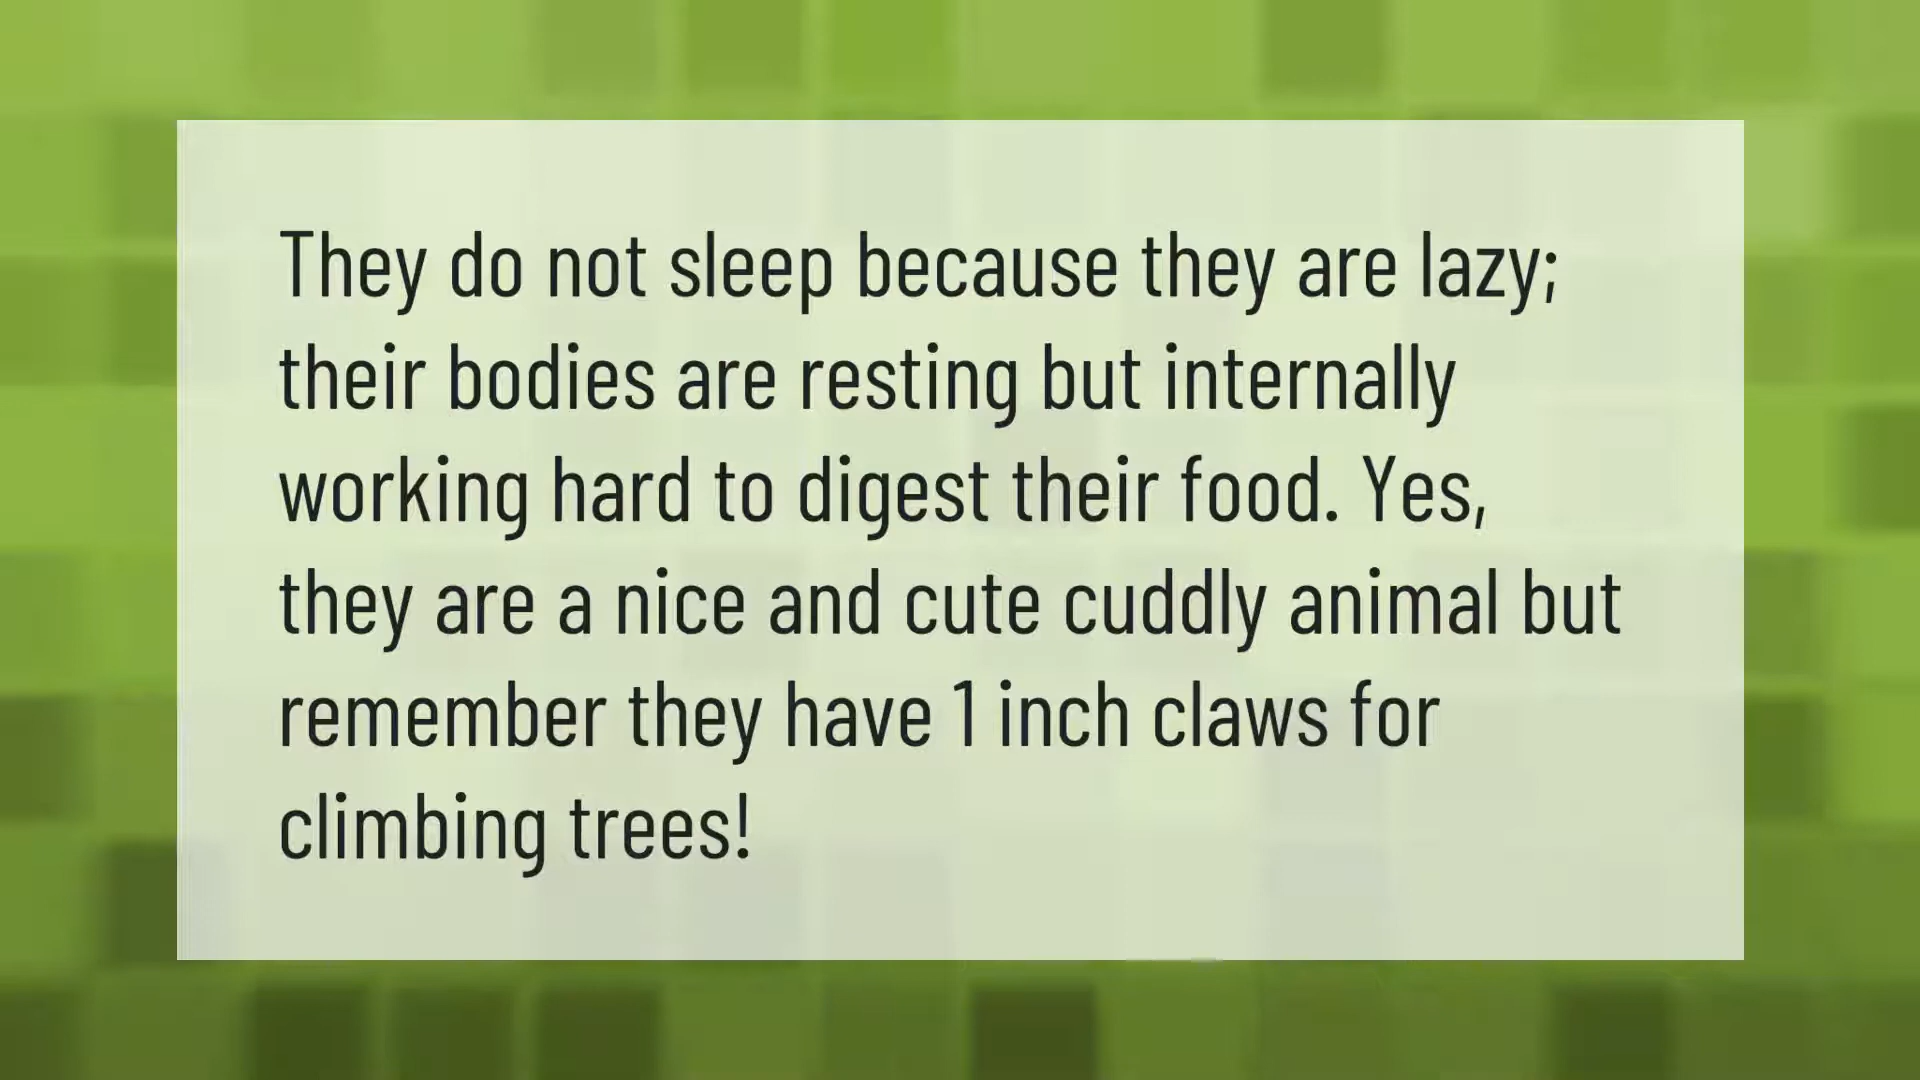 They do not sleep because they are lazy;
their bodies are resting but internally
working hard to digest their food. Yes,
they are a nice and cute cuddly animal but
remember they have 1 inch claws for
climbing trees!